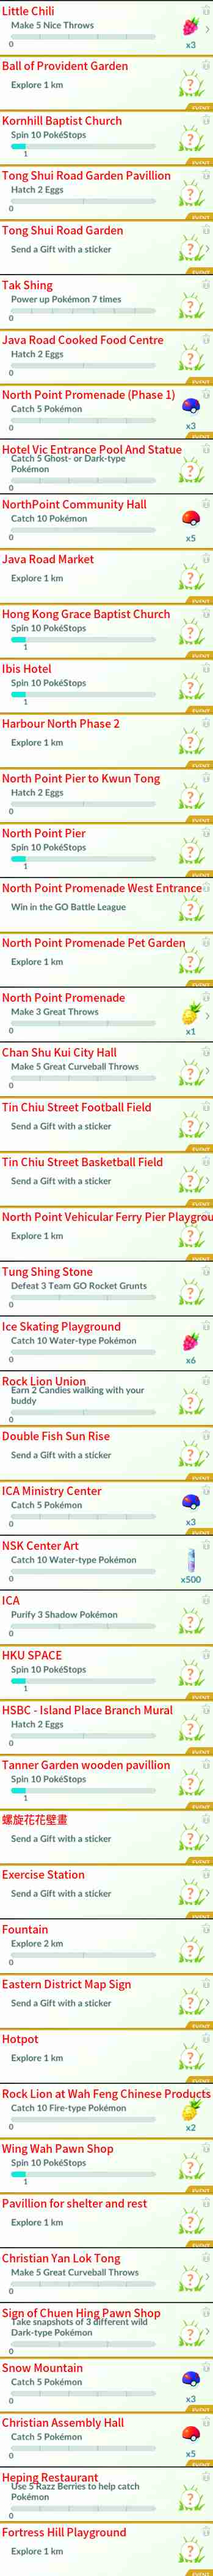 Little Chili
Make 5 Nice Throws
0
x3
Ball of Provident Garden
Explore 1 km
EVENT
Kornhill Baptist Church
Spin 10 PokéStops
1
EVENT
Tong Shui Road Garden Pavillion
Hatch 2 Eggs
0
EVENT
Tong Shui Road Garden
Send a Gift with a sticker
Tak Shing
Power up Pokémon 7 times
0
EVENT
Java Road Cooked Food Centre
Hatch 2 Eggs
0
EVENT
North Point Promenade (Phase 1)
Catch 5 Pokémon
0
x3
EVENT
Hotel Vic Entrance Pool And Statue
Catch 5 Ghost- or Dark-type
Pokémon
0
NorthPoint Community Hall
Catch 10 Pokémon
0
x5
Java Road Market
Explore 1 km
EVENT
Hong Kong Grace Baptist Church
Spin 10 PokéStops
1
EVENT
Ibis Hotel
Spin 10 PokéStops
1
EVENT
Harbour North Phase 2
Explore 1 km
EVENT
North Point Pier to Kwun Tong
Hatch 2 Eggs
0
EVENT
North Point Pier
Spin 10 PokéStops
1
North Point Promenade West Entrance
Win in the GO Battle League
North Point Promenade Pet Garden
Explore 1 km
North Point Promenade
Make 3 Great Throws
0
x1
Chan Shu Kui City Hall
Make 5 Great Curveball Throws
0
Tin Chiu Street Football Field
Send a Gift with a sticker
EVENT
Tin Chiu Street Basketball Field
Send a Gift with a sticker
EVENT
North Point Vehicular Ferry Pier Playgrou
Explore 1 km
EVENT
Tung Shing Stone
Defeat 3 Team GO Rocket Grunts
0
Ice Skating Playground
Catch 10 Water-type Pokémon
0
x6
Rock Lion Union
Earn 2 Candies walking with your
buddy
0
EVENT
Double Fish Sun Rise
Send a Gift with a sticker
EVENT
ICA Ministry Center
Catch 5 Pokémon
0
x3
EVENT
NSK Center Art
Catch 10 Water-type Pokémon
0
x500
ICA
Purify 3 Shadow Pokémon
0
HKU SPACE
Spin 10 PokéStops
1
EVENT
HSBC - Island Place Branch Mural
Hatch 2 Eggs
0
EVENT
Tanner Garden wooden pavillion
Spin 10 PokéStops
1
EVENT
螺旋花花壁畫
Send a Gift with a sticker
EVENT
Exercise Station
Send a Gift with a sticker
EVENT
Fountain
Explore 2 km
0
EVENT
Eastern District Map Sign
Send a Gift with a sticker
EVENT
Hotpot
Explore 1 km
EVENT
Rock Lion at Wah Feng Chinese Products
Catch 10 Fire-type Pokémon
0
x2
Wing Wah Pawn Shop
Spin 10 PokéStops
1
EVENT
Pavillion for shelter and rest
Explore 1 km
EVENT
Christian Yan Lok Tong
Make 5 Great Curveball Throws
0
Sign of Chuen Hing Pawn Shop
Take snapshots of 3 different wild
Dark-type Pokémon
0
Snow Mountain
Catch 5 Pokémon
0
x3
EVENT
Christian Assembly Hall
Catch 5 Pokémon
0
x5
Heping Restaurant
Use 5 Razz Berries to help catch
Pokémon
0
EVENT
Fortress Hill Playground
Explore 1 km
EVENT